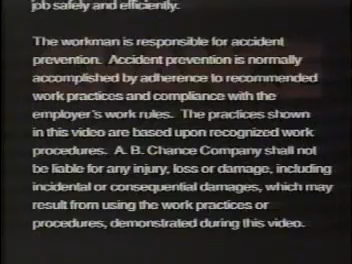 job safely and efficiently.
The workman is responsible for accident
prevention. Accident prevention is normally
accomplished by adherence to recommended
work practices and compliance with the
employer's work rules. The practices shown
in this video are based upon recognized work
procedures. A. B. Chance Company shall not
be liable for any injury, loss or damage, including
incidental or consequential damages, which may
result from using the work practices or
procedures, demonstrated during this video.